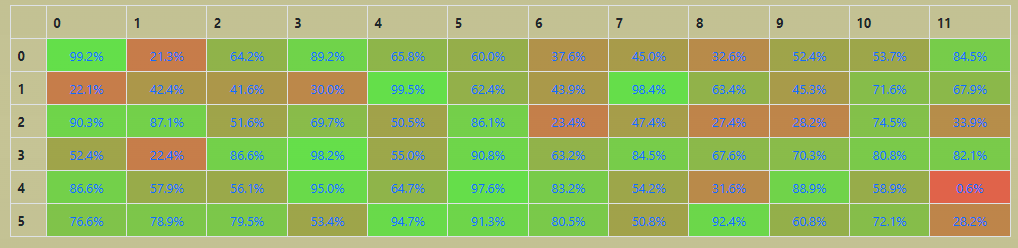 0 1 2 3 4 5 6 7 8 9 10 11
0 99.2% 21.3% 64.2% 89.2% 65.8% 60.0% 37.6% 45.0% 32.6% 52.4% 53.7% 84.5%
1 22.1% 42.4% 41.6% 30.0% 99.5% 62.4% 43.9% 98.4% 63.4% 45.3% 71.6% 67.9%
2 90.3% 87.1% 51.6% 69.7% 50.5% 86.1% 23.4% 47.4% 27.4% 28.2% 74.5% 33.9%
3 52.4% 22.4% 86.6% 98.2% 55.0% 90.8% 63.2% 84.5% 67.6% 70.3% 80.8% 82.1%
4 86.6% 57.9% 56.1% 95.0% 64.7% 97.6% 83.2% 54.2% 31.6% 88.9% 58.9% 0.6%
5 76.6% 78.9% 79.5% 53.4% 94.7% 91.3% 80.5% 50.8% 92.4% 60.8% 72.1% 28.2%